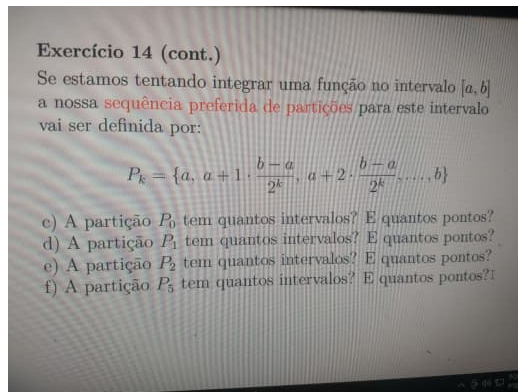 Exercício 14 (cont.)
Se estamos tentando integrar uma função no intervalo [a, b]
a nossa sequência preferida de partições para este intervalo
vai ser definida por:
P_k = {a, a + 1 · (b − a)/2^k, a + 2 · (b − a)/2^k, . . . , b}
c) A partição P_0 tem quantos intervalos? E quantos pontos?
d) A partição P_1 tem quantos intervalos? E quantos pontos?
e) A partição P_2 tem quantos intervalos? E quantos pontos?
f) A partição P_5 tem quantos intervalos? E quantos pontos?